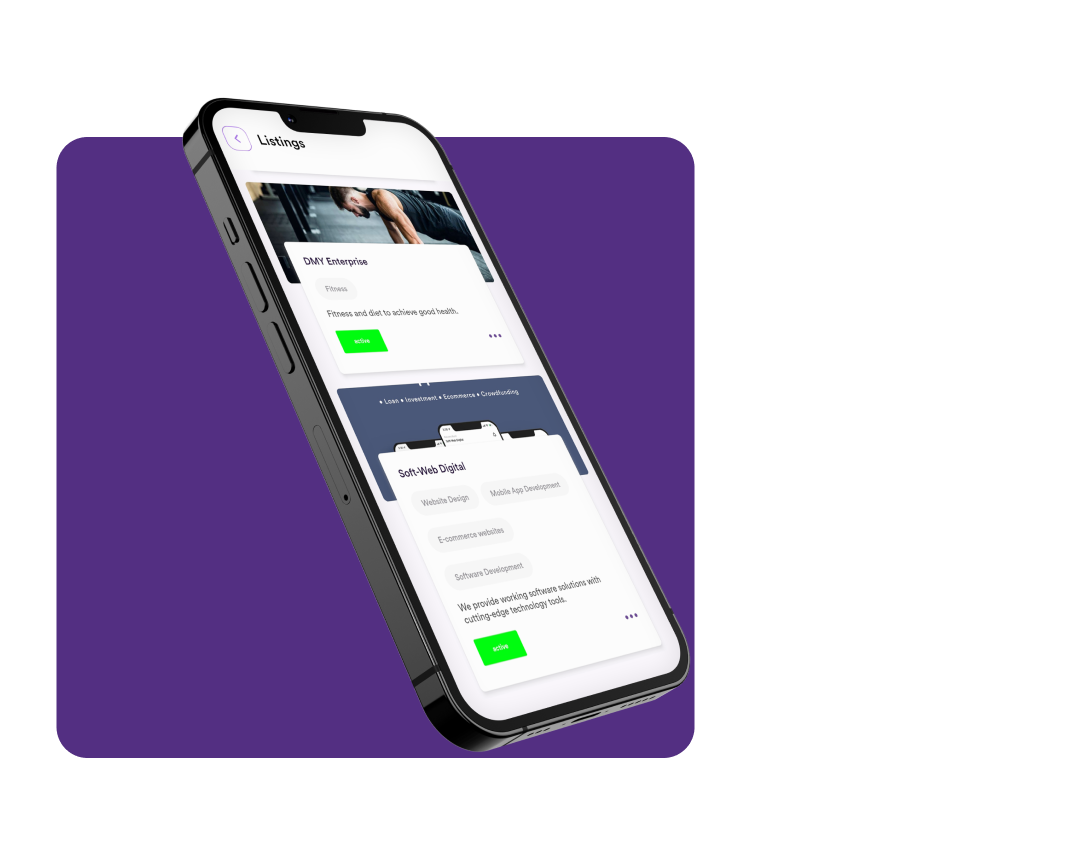 Listings
DMY Enterprise
Fitness
Fitness and diet to achieve good health.
active
• Loan • Investment • Ecommerce • Crowdfunding
Soft-Web Digital
Website Design
Mobile App Development
E-commerce websites
Software Development
We provide working software solutions with
cutting-edge technology tools.
active